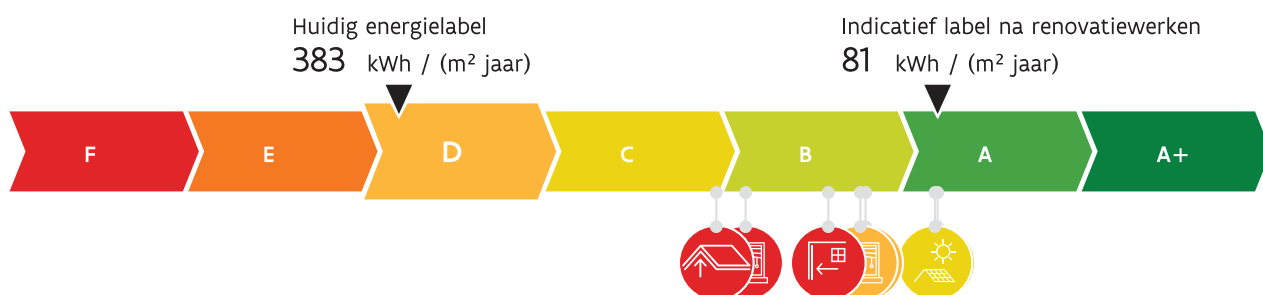 Huidig energielabel
383 kWh / (m² jaar)
Indicatief label na renovatiewerken
81 kWh / (m² jaar)
F E D C B A A+